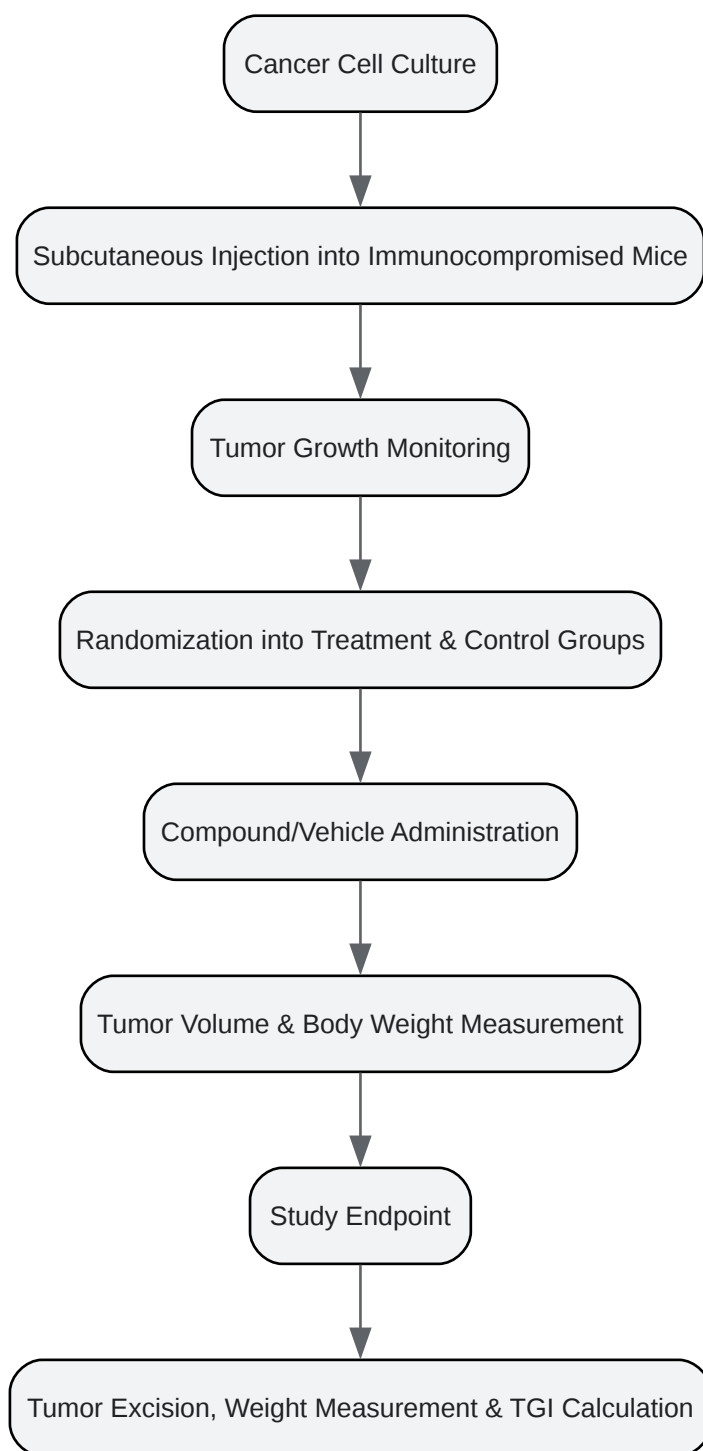 Cancer Cell Culture
Subcutaneous Injection into Immunocompromised Mice
Tumor Growth Monitoring
Randomization into Treatment & Control Groups
Compound/Vehicle Administration
Tumor Volume & Body Weight Measurement
Study Endpoint
Tumor Excision, Weight Measurement & TGI Calculation